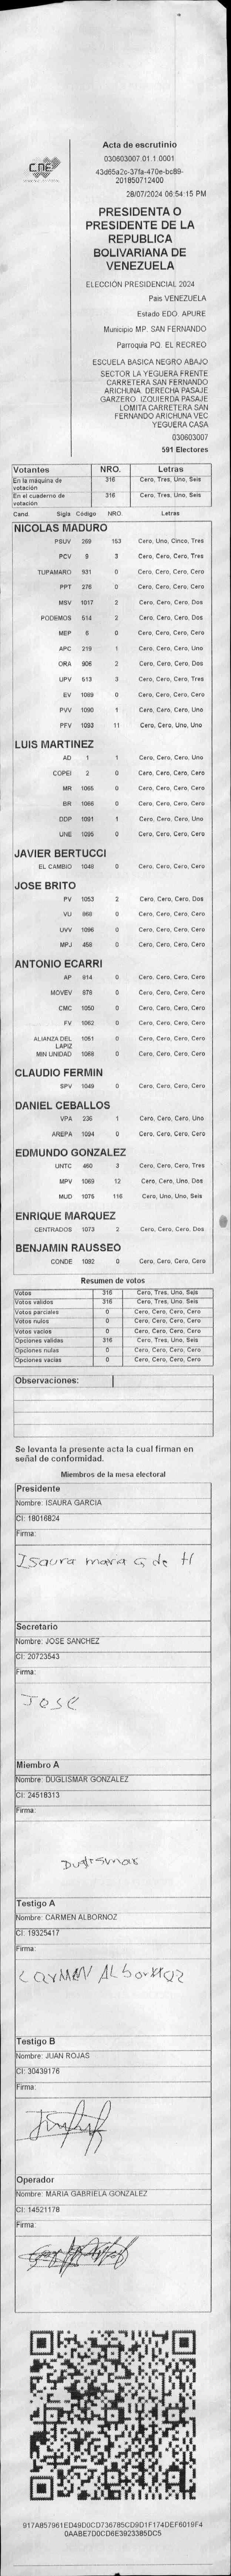 CNE
Acta de escrutinio
030603007.01.1.0001
43d65a2c-37fa-470e-bc89-
201850712400
28/07/2024 06:54:15 PM
PRESIDENTA O
PRESIDENTE DE LA
REPUBLICA
BOLIVARIANA DE
VENEZUELA
ELECCIÓN PRESIDENCIAL 2024
País VENEZUELA
Estado EDO. APURE
Municipio MP. SAN FERNANDO
Parroquia PQ. EL RECREO
ESCUELA BASICA NEGRO ABAJO
SECTOR LA YEGUERA FRENTE
CARRETERA SAN FERNANDO
ARICHUNA. DERECHA PASAJE
GARZERO. IZQUIERDA PASAJE
LOMITA CARRETERA SAN
FERNANDO ARICHUNA VEC
YEGUERA CASA
030603007
591 Electores
Votantes NRO. Letras
En la máquina de votación 316 Cero, Tres, Uno, Seis
En el cuaderno de votación 316 Cero, Tres, Uno, Seis
Cand. Sigla Código NRO. Letras
NICOLAS MADURO
PSUV 269 153 Cero, Uno, Cinco, Tres
PCV 9 3 Cero, Cero, Cero, Tres
TUPAMARO 931 0 Cero, Cero, Cero, Cero
PPT 276 0 Cero, Cero, Cero, Cero
MSV 1017 2 Cero, Cero, Cero, Dos
PODEMOS 514 2 Cero, Cero, Cero, Dos
MEP 6 0 Cero, Cero, Cero, Cero
APC 219 1 Cero, Cero, Cero, Uno
ORA 906 2 Cero, Cero, Cero, Dos
UPV 513 3 Cero, Cero, Cero, Tres
EV 1089 0 Cero, Cero, Cero, Cero
PVV 1090 1 Cero, Cero, Cero, Uno
PFV 1093 11 Cero, Cero, Uno, Uno
LUIS MARTINEZ
AD 1 1 Cero, Cero, Cero, Uno
COPEI 2 0 Cero, Cero, Cero, Cero
MR 1065 0 Cero, Cero, Cero, Cero
BR 1066 0 Cero, Cero, Cero, Cero
DDP 1091 1 Cero, Cero, Cero, Uno
UNE 1095 0 Cero, Cero, Cero, Cero
JAVIER BERTUCCI
EL CAMBIO 1048 0 Cero, Cero, Cero, Cero
JOSE BRITO
PV 1053 2 Cero, Cero, Cero, Dos
VU 868 0 Cero, Cero, Cero, Cero
UVV 1096 0 Cero, Cero, Cero, Cero
MPJ 458 0 Cero, Cero, Cero, Cero
ANTONIO ECARRI
AP 914 0 Cero, Cero, Cero, Cero
MOVEV 979 0 Cero, Cero, Cero, Cero
CMC 1050 0 Cero, Cero, Cero, Cero
FV 1062 0 Cero, Cero, Cero, Cero
ALIANZA DEL LAPIZ 1051 0 Cero, Cero, Cero, Cero
MIN UNIDAD 1068 0 Cero, Cero, Cero, Cero
CLAUDIO FERMIN
SPV 1049 0 Cero, Cero, Cero, Cero
DANIEL CEBALLOS
VPA 236 1 Cero, Cero, Cero, Uno
AREPA 1094 0 Cero, Cero, Cero, Cero
EDMUNDO GONZALEZ
UNTC 460 3 Cero, Cero, Cero, Tres
MPV 1069 12 Cero, Cero, Uno, Dos
MUD 1075 116 Cero, Uno, Uno, Seis
ENRIQUE MARQUEZ
CENTRADOS 1073 2 Cero, Cero, Cero, Dos
BENJAMIN RAUSSEO
CONDE 1092 0 Cero, Cero, Cero, Cero
Resumen de votos
Votos 316 Cero, Tres, Uno, Seis
Votos validos 316 Cero, Tres, Uno, Seis
Votos parciales 0 Cero, Cero, Cero, Cero
Votos nulos 0 Cero, Cero, Cero, Cero
Votos vacios 0 Cero, Cero, Cero, Cero
Opciones validas 316 Cero, Tres, Uno, Seis
Opciones nulas 0 Cero, Cero, Cero, Cero
Opciones vacias 0 Cero, Cero, Cero, Cero
Observaciones:
Se levanta la presente acta la cual firman en
señal de conformidad.
Miembros de la mesa electoral
Presidente
Nombre: ISAURA GARCIA
CI: 18016824
Firma:
Isaura mara G de H
Secretario
Nombre: JOSE SANCHEZ
CI: 20723543
Firma:
Jose
Miembro A
Nombre: DUGLISMAR GONZALEZ
CI: 24518313
Firma:
Duglismar
Testigo A
Nombre: CARMEN ALBORNOZ
CI: 19325417
Firma:
CARMEN ALBORNOZ
Testigo B
Nombre: JUAN ROJAS
CI: 30439176
Firma:
Operador
Nombre: MARIA GABRIELA GONZALEZ
CI: 14521178
Firma:
917A857961ED49D0CD736785CD9D1F174DEF6019F4
0AABE7D0CD6E3923385DC5